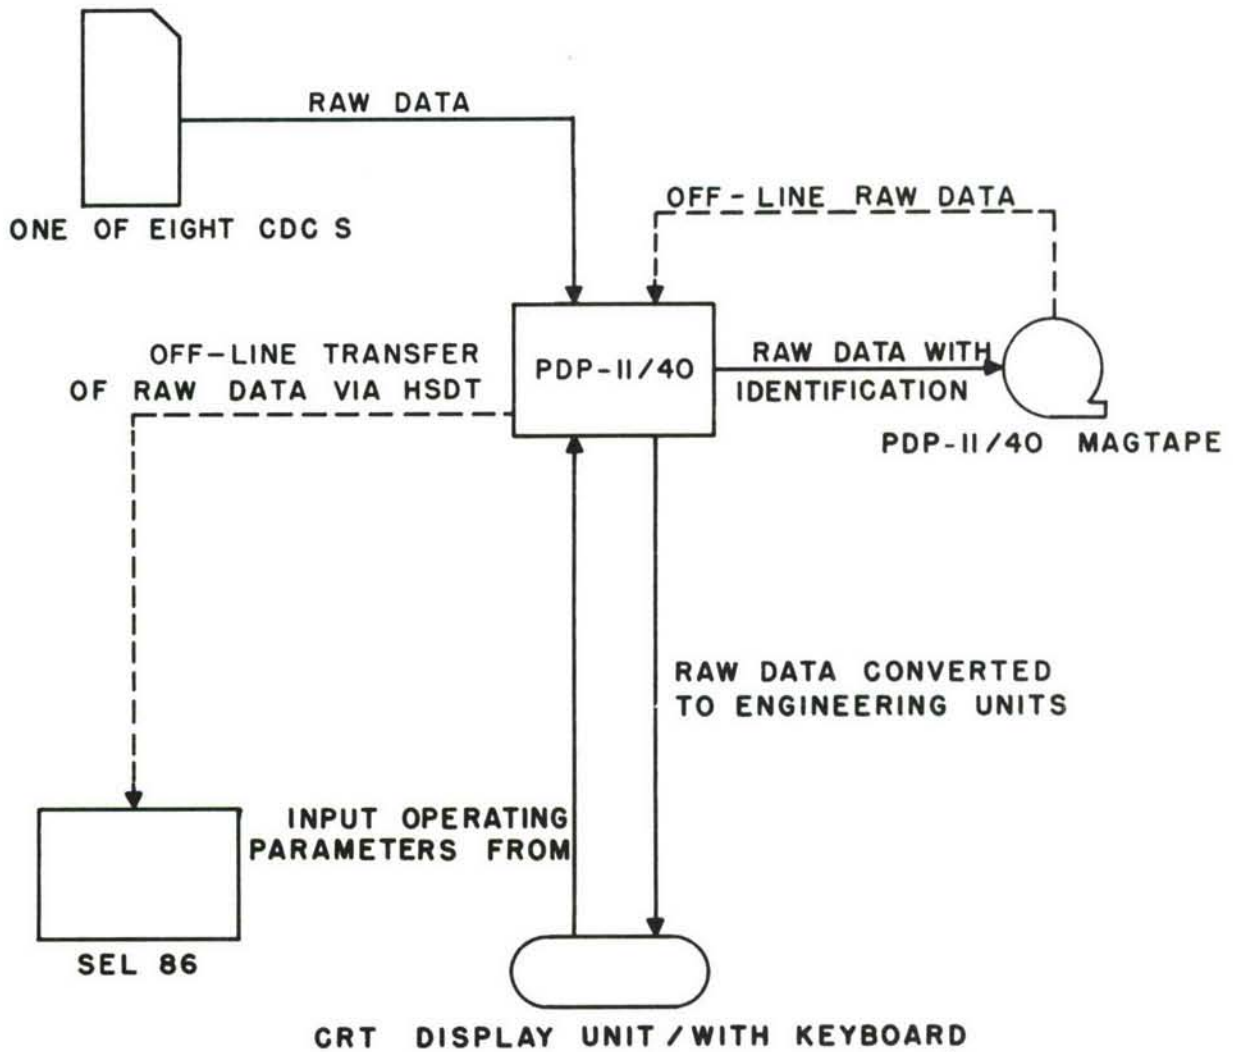 RAW DATA
ONE OF EIGHT CDC S
OFF-LINE RAW DATA
OFF-LINE TRANSFER
OF RAW DATA VIA HSDT
PDP-11/40
RAW DATA WITH
IDENTIFICATION
PDP-11/40 MAGTAPE
RAW DATA CONVERTED
TO ENGINEERING UNITS
INPUT OPERATING
PARAMETERS FROM
SEL 86
CRT DISPLAY UNIT/WITH KEYBOARD